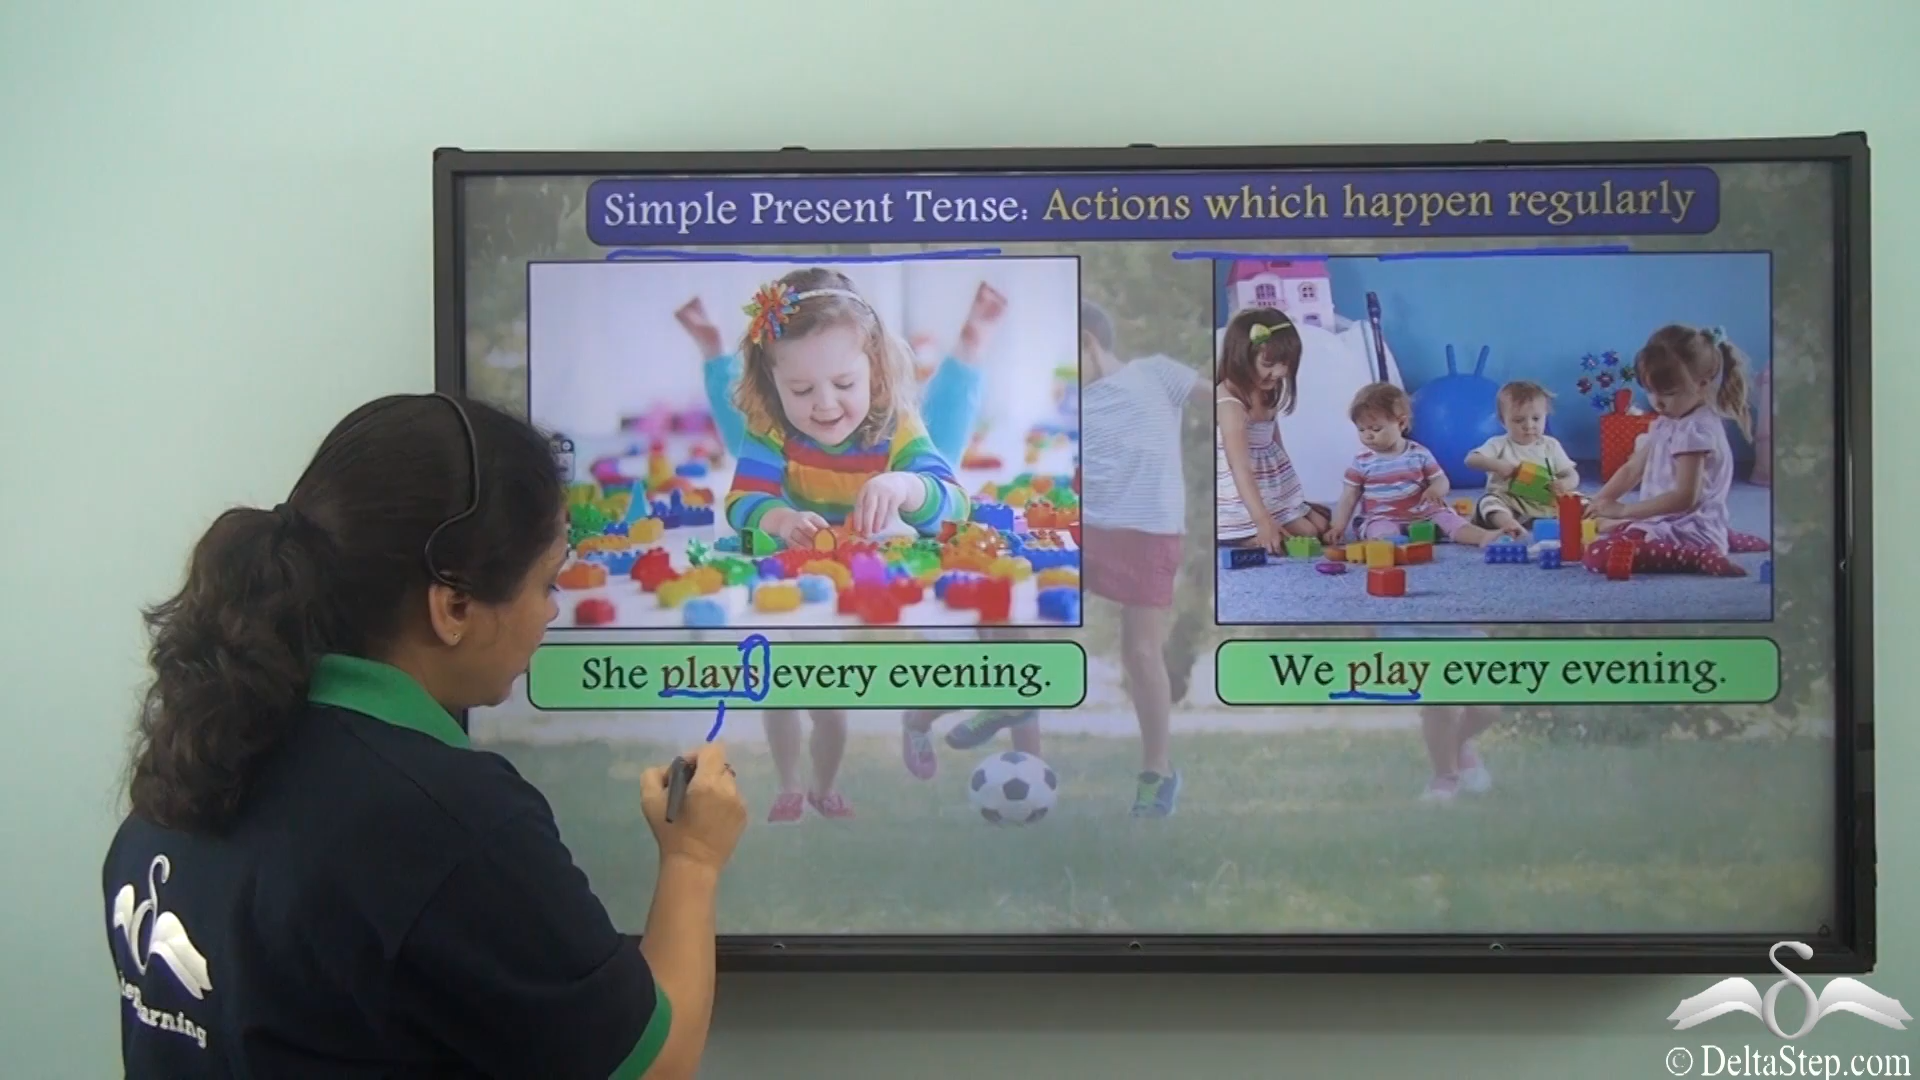 Simple Present Tense: Actions which happen regularly
She plays every evening.
We play every evening.
© DeltaStep.com